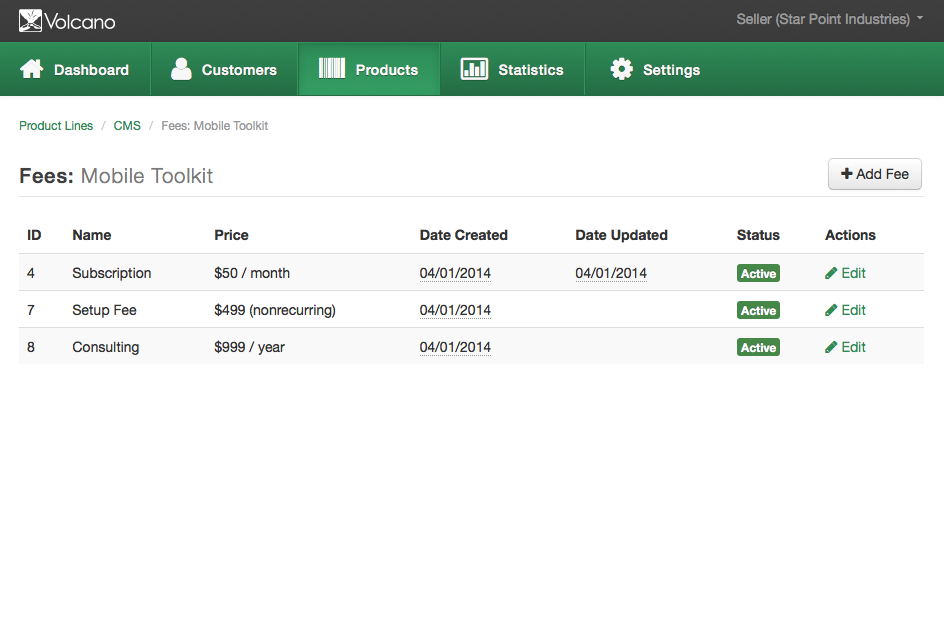 Volcano Seller (Star Point Industries)
Dashboard Customers Products Statistics Settings
Product Lines / CMS / Fees: Mobile Toolkit
Fees: Mobile Toolkit Add Fee
ID Name Price Date Created Date Updated Status Actions
4 Subscription $50 / month 04/01/2014 04/01/2014 Active Edit
7 Setup Fee $499 (nonrecurring) 04/01/2014 Active Edit
8 Consulting $999 / year 04/01/2014 Active Edit